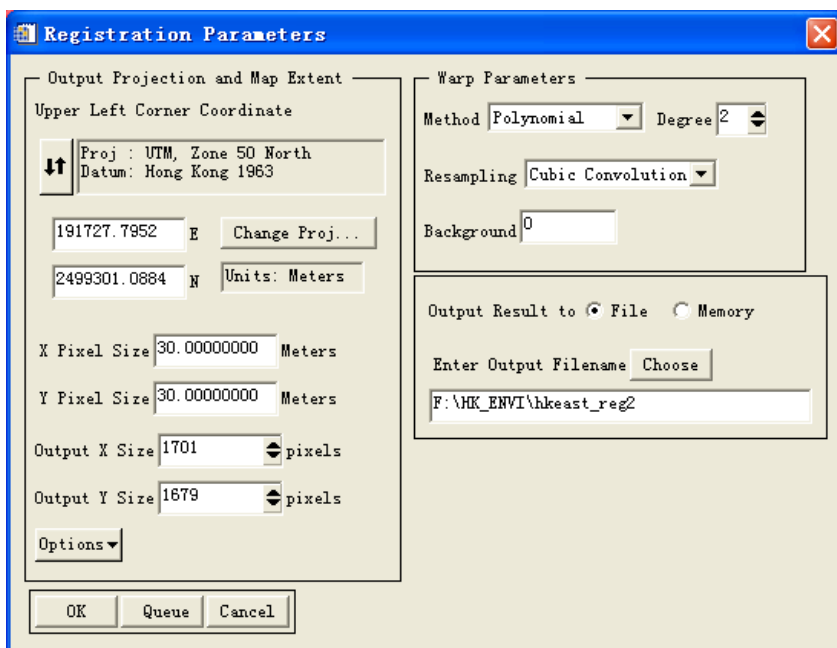 Registration Parameters
Output Projection and Map Extent
Upper Left Corner Coordinate
Proj : UTM, Zone 50 North
Datum: Hong Kong 1963
191727.7952 E Change Proj...
2499301.0884 N Units: Meters
X Pixel Size 30.00000000 Meters
Y Pixel Size 30.00000000 Meters
Output X Size 1701 pixels
Output Y Size 1679 pixels
Options
OK Queue Cancel
Warp Parameters
Method Polynomial Degree 2
Resampling Cubic Convolution
Background 0
Output Result to File Memory
Enter Output Filename Choose
F:\HK_ENVI\hkeast_reg2